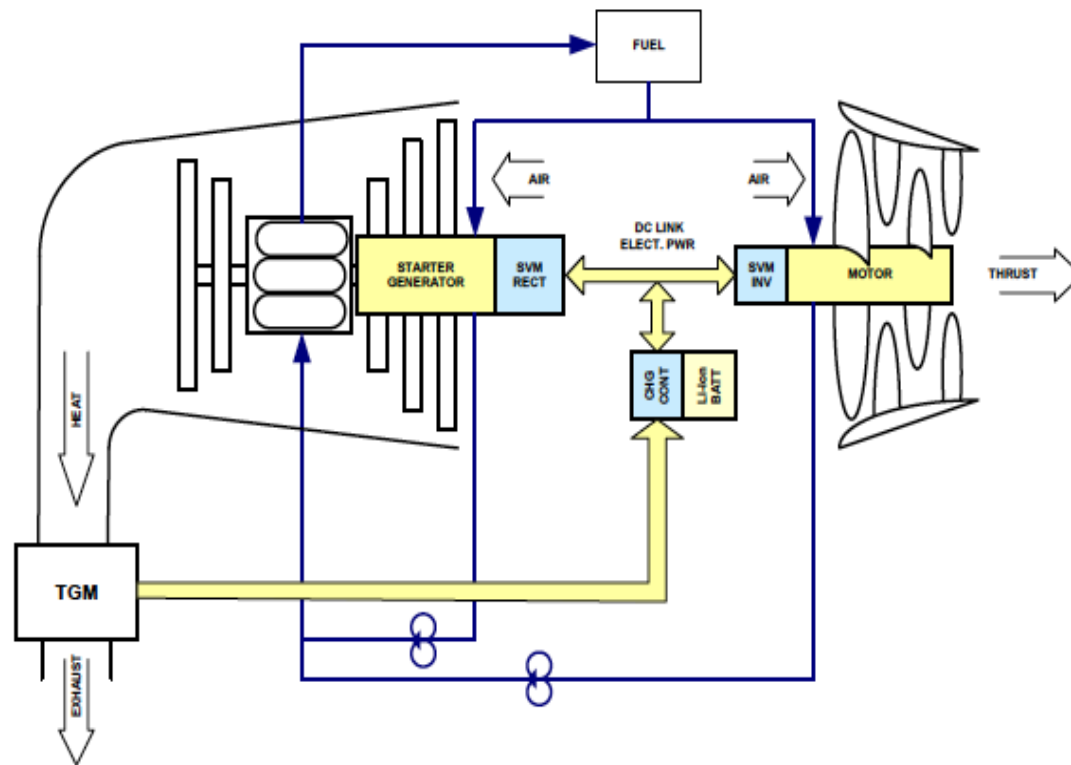 FUEL
AIR
AIR
DC LINK
ELECT. PWR
STARTER
GENERATOR
SVM
RECT
SVM
INV
MOTOR
THRUST
CHG
CONT
Li-Ion
BATT
HEAT
TGM
EXHAUST